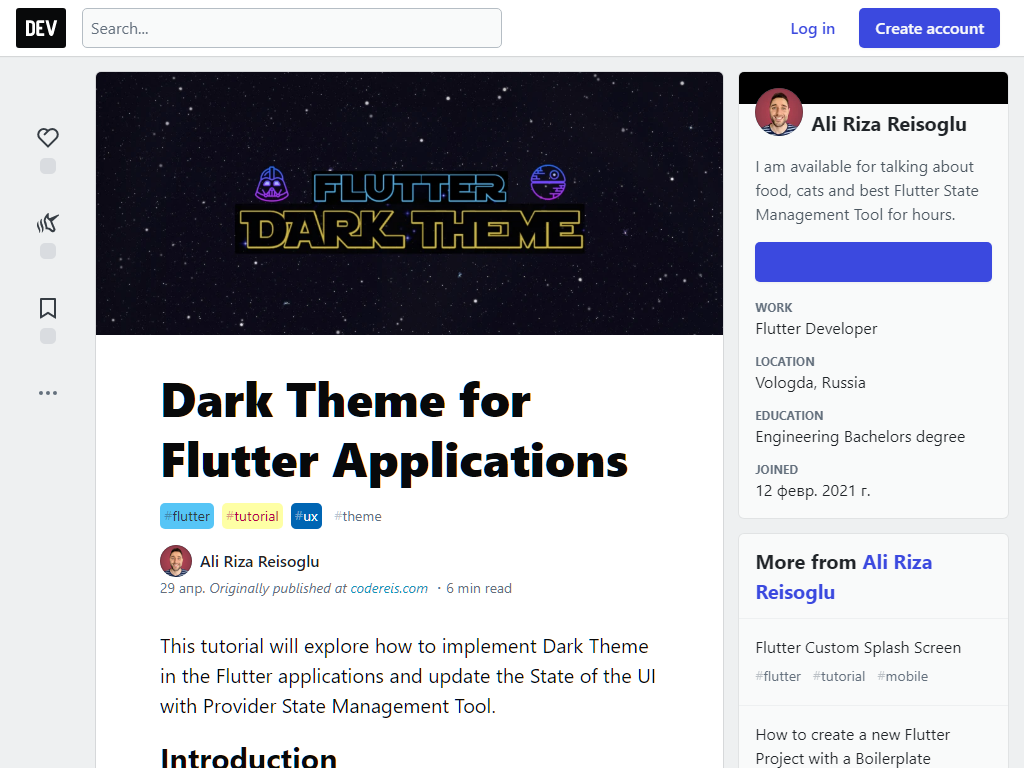 DEV
Search...
Log in
Create account
FLUTTER
DARK THEME
Dark Theme for
Flutter Applications
#flutter #tutorial #ux #theme
Ali Riza Reisoglu
29 апр. Originally published at codereis.com ・6 min read
This tutorial will explore how to implement Dark Theme
in the Flutter applications and update the State of the UI
with Provider State Management Tool.
Introduction
Ali Riza Reisoglu
I am available for talking about
food, cats and best Flutter State
Management Tool for hours.
WORK
Flutter Developer
LOCATION
Vologda, Russia
EDUCATION
Engineering Bachelors degree
JOINED
12 февр. 2021 г.
More from Ali Riza
Reisoglu
Flutter Custom Splash Screen
#flutter #tutorial #mobile
How to create a new Flutter
Project with a Boilerplate